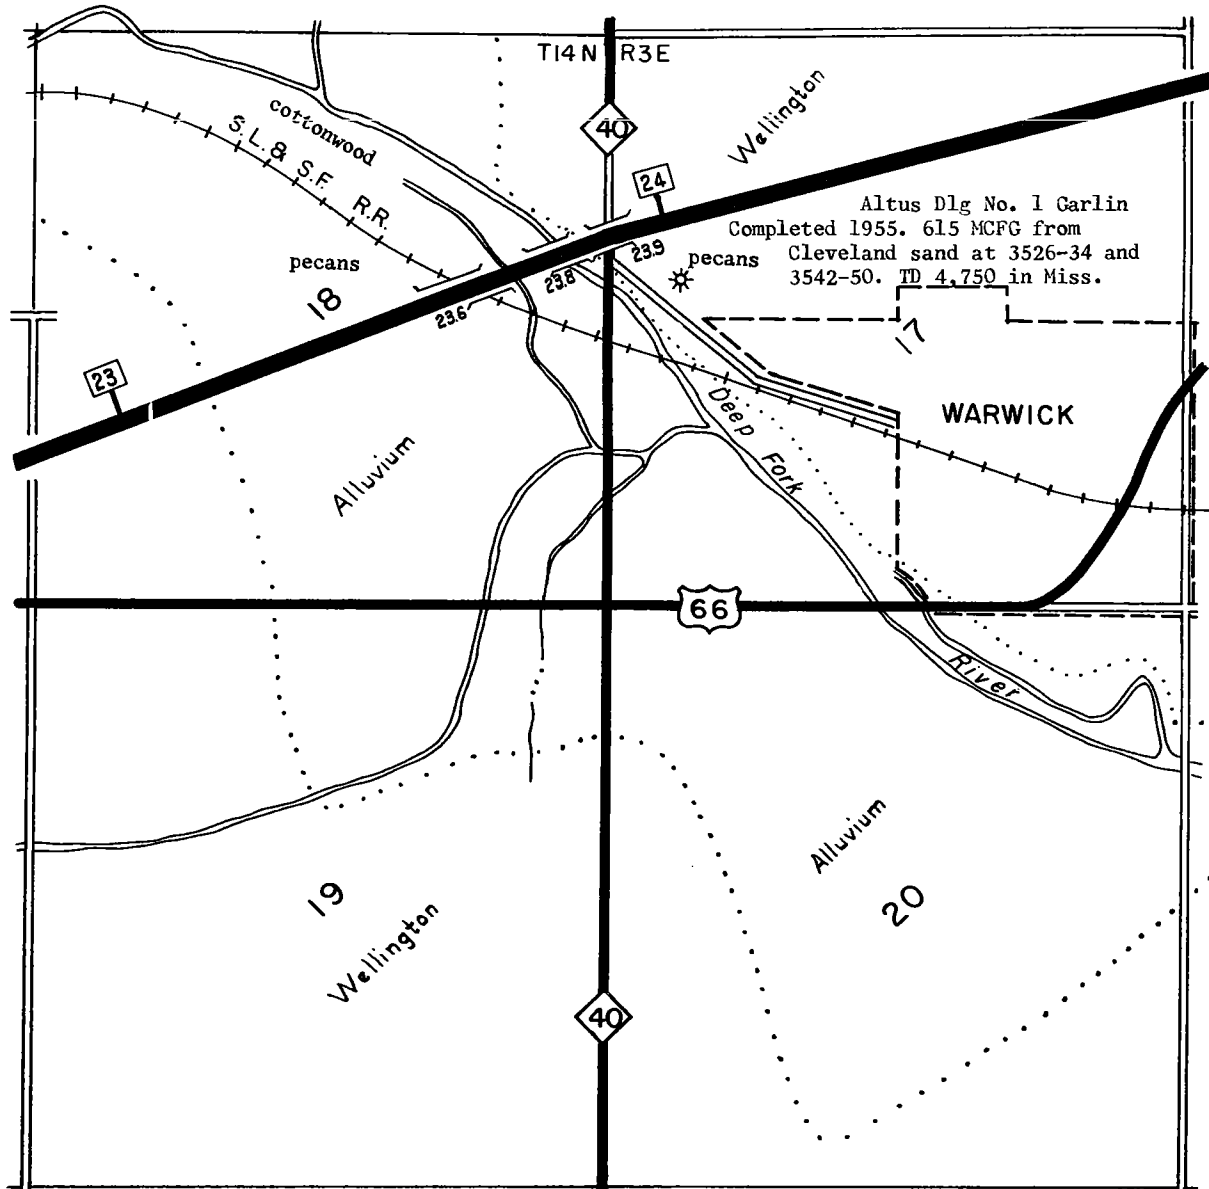 T14N R3E
40
Wellington
cottonwood
S.L. & S.F. R.R.
24
Altus Dlg No. 1 Garlin
Completed 1955. 615 MCFG from
Cleveland sand at 3526-34 and
3542-50. TD 4,750 in Miss.
pecans
18
23.6
23.8
23.9
pecans
17
23
WARWICK
Deep Fork
Alluvium
66
River
Alluvium
19
Wellington
20
40